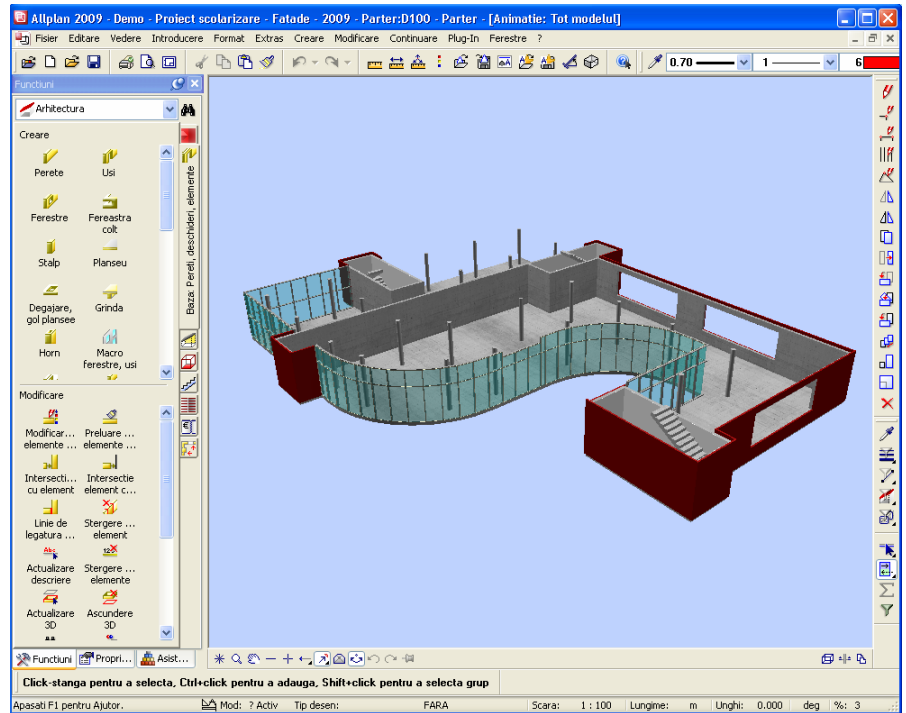 Allplan 2009 - Demo - Proiect scolarizare - Fatade - 2009 - Parter:D100 - Parter - [Animatie: Tot modelul]
Fisier Editare Vedere Introducere Format Extras Creare Modificare Continuare Plug-In Ferestre ?
0.70 1 6
Functiuni
Arhitectura
Creare
Perete Usi
Ferestre Fereastra colt
Stalp Planseu
Degajare, gol plansee Grinda
Horn Macro ferestre, usi
Baza: Pereti, deschideri, elemente
Modificare
Modificar... elemente ... Preluare ... elemente ...
Intersecti... cu element Intersectie element c...
Linie de legatura ... Stergere ... element
Abc 123
Actualizare descriere Stergere ... elemente
Actualizare 3D Ascundere 3D
Functiuni Propri... Asist...
Click-stanga pentru a selecta, Ctrl+click pentru a adauga, Shift+click pentru a selecta grup
Apasati F1 pentru Ajutor. Mod: ? Activ Tip desen: FARA Scara: 1 : 100 Lungime: m Unghi: 0.000 deg %: 3